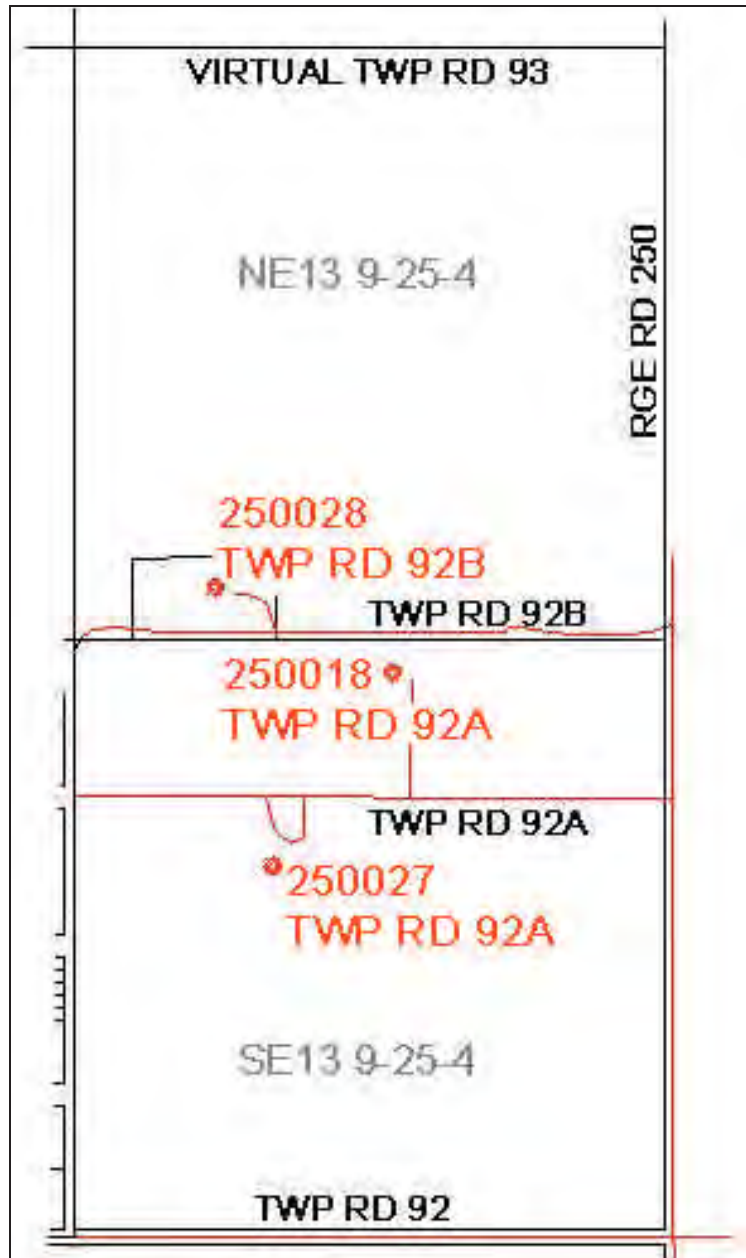 VIRTUAL TWP RD 93
NE13 9-25-4
RGE RD 250
250028
TWP RD 92B
TWP RD 92B
250018
TWP RD 92A
TWP RD 92A
250027
TWP RD 92A
SE13 9-25-4
TWP RD 92